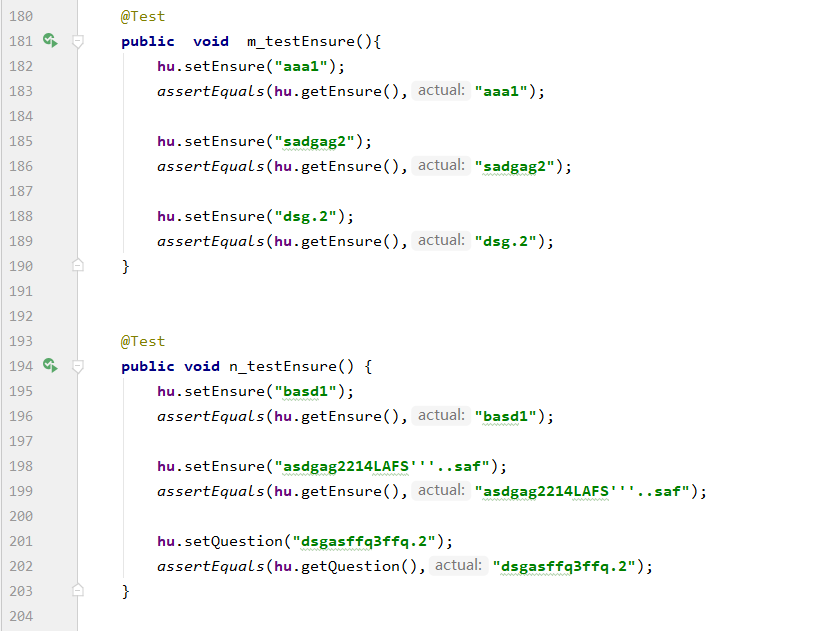 180 @Test
181 public  void  m_testEnsure(){
182 hu.setEnsure("aaa1");
183 assertEquals(hu.getEnsure(), actual: "aaa1");
184
185 hu.setEnsure("sadgag2");
186 assertEquals(hu.getEnsure(), actual: "sadgag2");
187
188 hu.setEnsure("dsg.2");
189 assertEquals(hu.getEnsure(), actual: "dsg.2");
190 }
191
192
193 @Test
194 public void n_testEnsure() {
195 hu.setEnsure("basd1");
196 assertEquals(hu.getEnsure(), actual: "basd1");
197
198 hu.setEnsure("asdgag2214LAFS'''..saf");
199 assertEquals(hu.getEnsure(), actual: "asdgag2214LAFS'''..saf");
200
201 hu.setQuestion("dsgasffq3ffq.2");
202 assertEquals(hu.getQuestion(), actual: "dsgasffq3ffq.2");
203 }
204